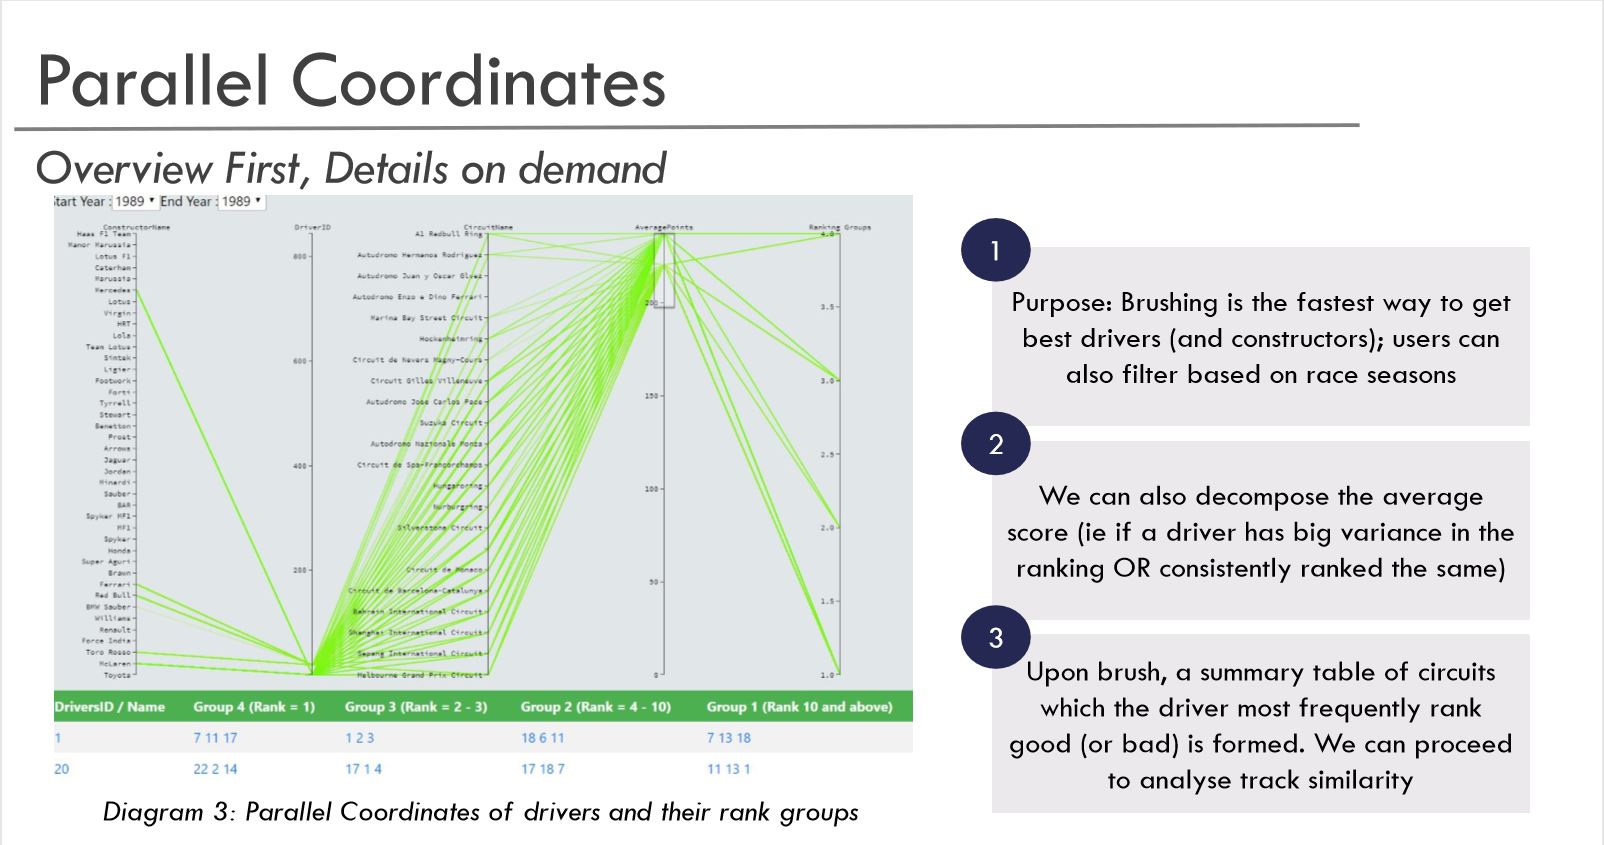 Parallel Coordinates
Overview First, Details on demand
Start Year : 1989 End Year : 1989
ConstructorName
DriverID
CircuitName
AveragePoints
Ranking Groups
Haas F1 Team
Manor Marussia
Lotus F1
Caterham
Marussia
Mercedes
Lotus
Virgin
HRT
Lola
Team Lotus
Simtek
Ligier
Footwork
Forti
Tyrrell
Stewart
Benetton
Prost
Arrows
Jaguar
Jordan
Minardi
Sauber
BAR
Spyker MF1
MF1
Spyker
Honda
Super Aguri
Brawn
Ferrari
Red Bull
BMW Sauber
Williams
Renault
Force India
Toro Rosso
McLaren
Toyota
800
600
400
200
A1 Redbull Ring
Autodromo Hermanos Rodriguez
Autodromo Juan y Oscar
Autodromo Enzo e Dino Ferrari
Marina Bay Street Circuit
Hockenheimring
Circuit de Nevers Magny-Cours
Circuit Gilles Villeneuve
Autodromo Jose Carlos Pace
Suzuka Circuit
Autodromo Nazionale Monza
Circuit de Spa-Francorchamps
Hungaroring
Nurburgring
Silverstone Circuit
Circuit de Monaco
Circuit de Barcelona-Catalunya
Bahrain International Circuit
Shanghai International Circuit
Sepang International Circuit
Melbourne Grand Prix Circuit
200
150
100
50
0
4.0
3.5
3.0
2.5
2.0
1.5
1.0
DriversID / Name Group 4 (Rank = 1) Group 3 (Rank = 2 - 3) Group 2 (Rank = 4 - 10) Group 1 (Rank 10 and above)
1 7 11 17 1 2 3 18 6 11 7 13 18
20 22 2 14 17 1 4 17 18 7 11 13 1
Diagram 3: Parallel Coordinates of drivers and their rank groups
1
Purpose: Brushing is the fastest way to get
best drivers (and constructors); users can
also filter based on race seasons
2
We can also decompose the average
score (ie if a driver has big variance in the
ranking OR consistently ranked the same)
3
Upon brush, a summary table of circuits
which the driver most frequently rank
good (or bad) is formed. We can proceed
to analyse track similarity